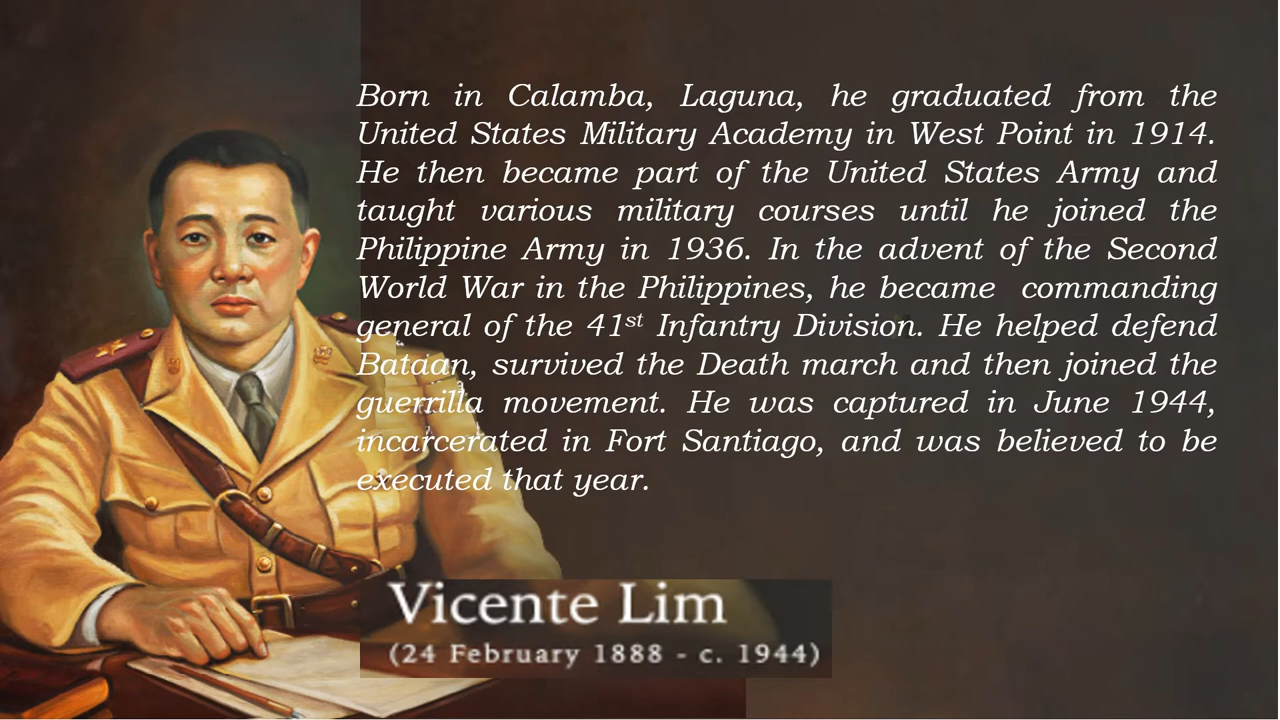 Born in Calamba, Laguna, he graduated from the
United States Military Academy in West Point in 1914.
He then became part of the United States Army and
taught various military courses until he joined the
Philippine Army in 1936. In the advent of the Second
World War in the Philippines, he became commanding
general of the 41st Infantry Division. He helped defend
Bataan, survived the Death march and then joined the
guerrilla movement. He was captured in June 1944,
incarcerated in Fort Santiago, and was believed to be
executed that year.
Vicente Lim
(24 February 1888 - c. 1944)